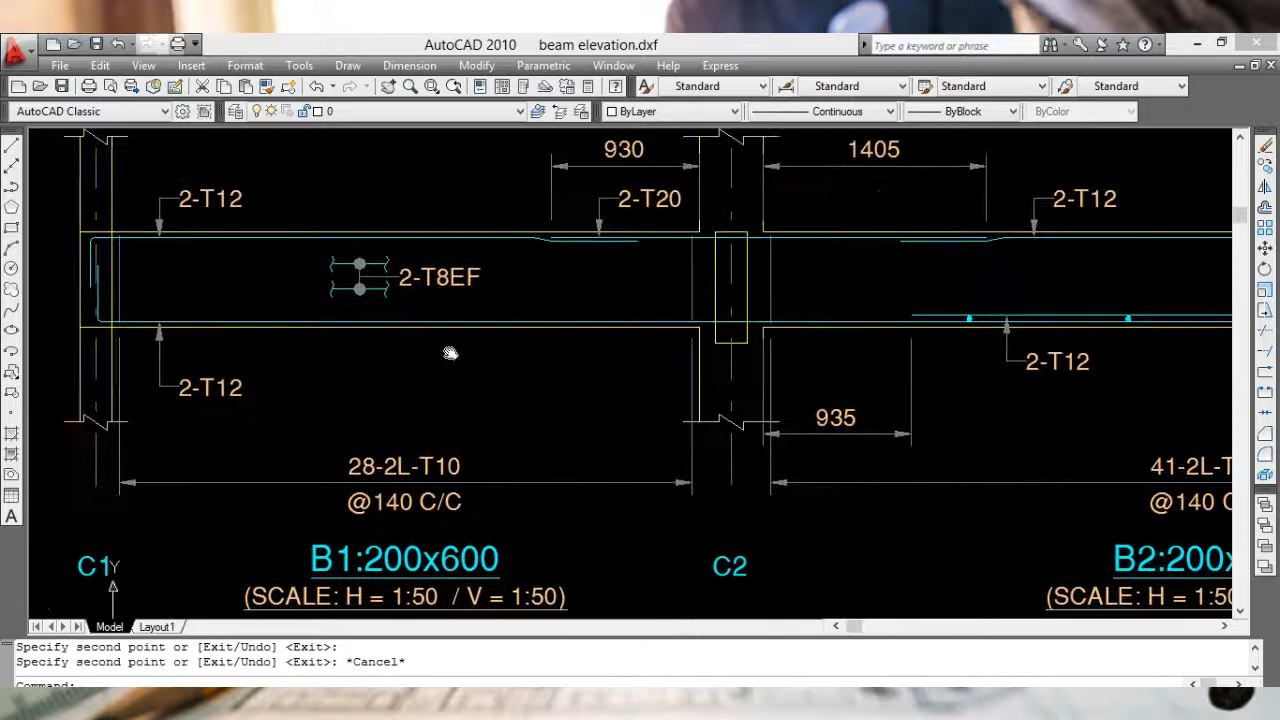 AutoCAD 2010 beam elevation.dxf
Type a keyword or phrase
File Edit View Insert Format Tools Draw Dimension Modify Parametric Window Help Express
Standard Standard Standard Standard
AutoCAD Classic 0 ByLayer Continuous ByBlock ByColor
930 1405
2-T12 2-T20 2-T12
2-T8EF
2-T12 2-T12
935
28-2L-T10 41-2L-T
@140 C/C @140 C
B1:200x600 B2:200x
C1 Y C2
(SCALE: H = 1:50 / V = 1:50) (SCALE: H = 1:50
Model Layout1
Specify second point or [Exit/Undo] <Exit>:
Specify second point or [Exit/Undo] <Exit>: *Cancel*
Command: